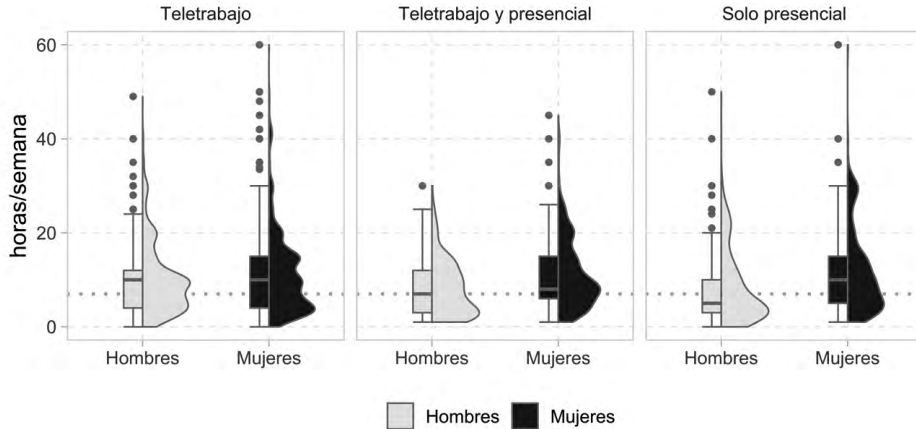 Teletrabajo
Teletrabajo y presencial
Solo presencial
horas/semana
60
40
20
0
Hombres
Mujeres
Hombres
Mujeres
Hombres
Mujeres
Hombres
Mujeres